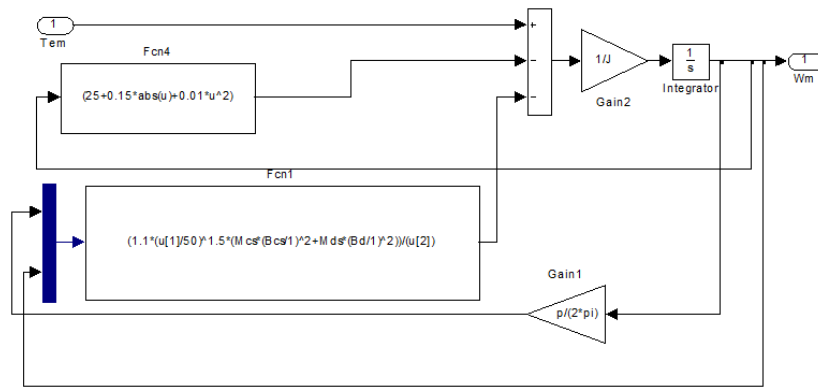 1
Tem
Fcn4
(25+0.15*abs(u)+0.01*u^2)
+
−
−
1/J
Gain2
1
s
Integrator
1
Wm
Fcn1
(1.1*(u[1]/50)^1.5*(Mcs*(Bcs/1)^2+Mds*(Bd/1)^2))/(u[2])
Gain1
p/(2*pi)